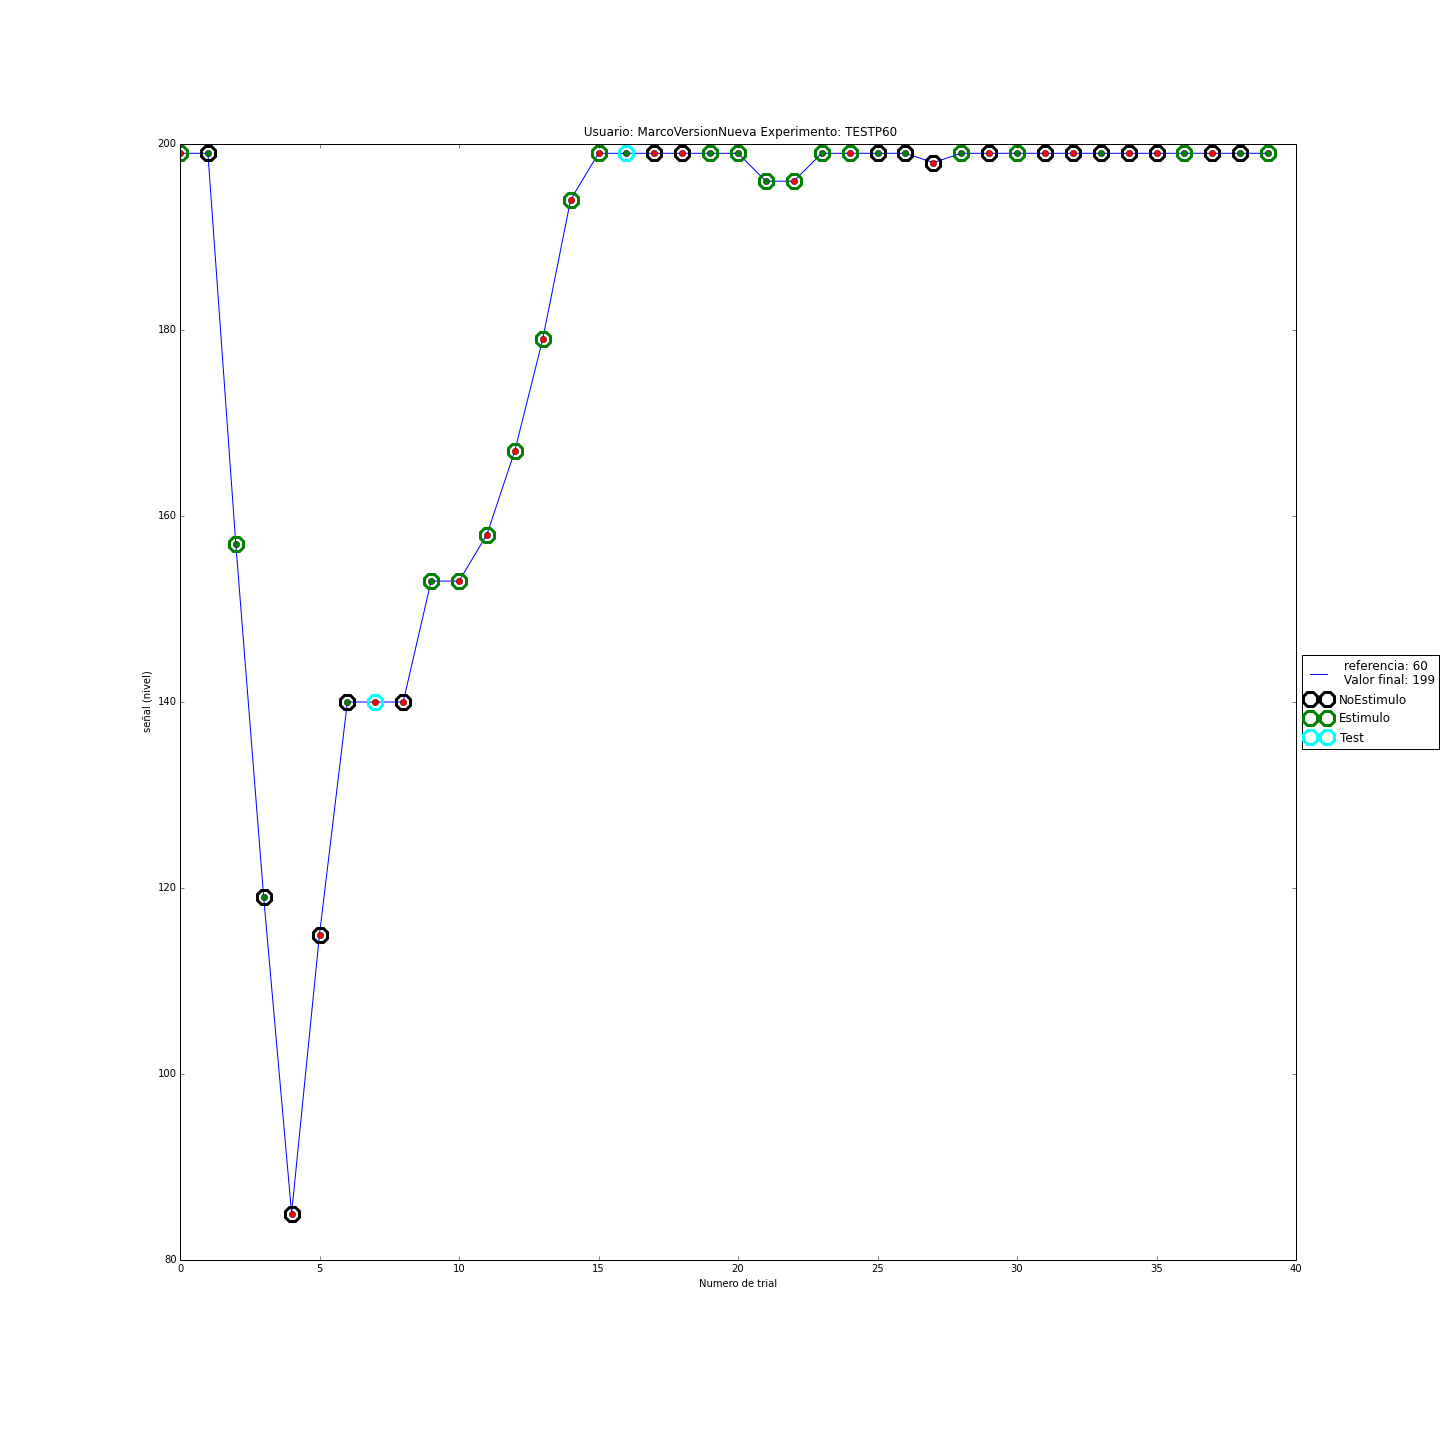 Usuario: MarcoVersionNueva Experimento: TESTP60
200
180
160
140
120
100
80
señal (nivel)
0 5 10 15 20 25 30 35 40
Numero de trial
referencia: 60
Valor final: 199
NoEstimulo
Estimulo
Test